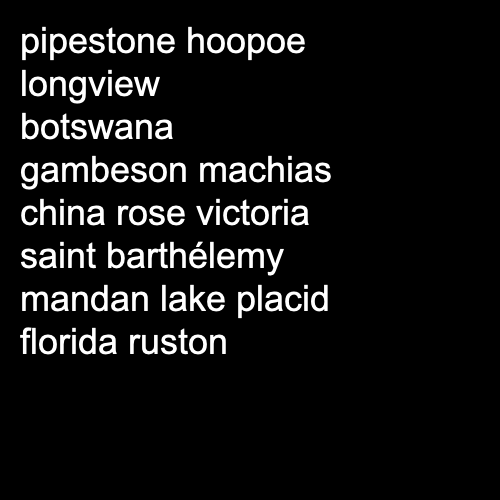 pipestone hoopoe
longview
botswana
gambeson machias
china rose victoria
saint barthélemy
mandan lake placid
florida ruston